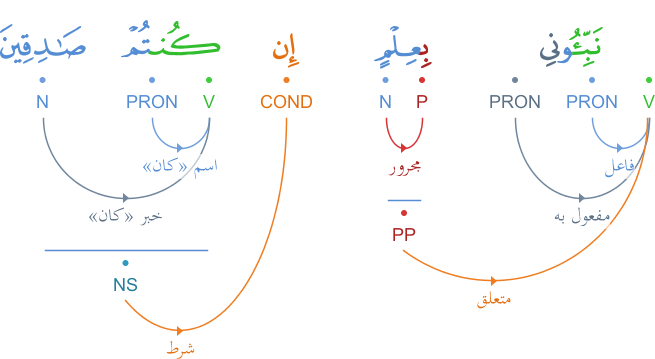 نَبِّـُٔونِى بِعِلْمٍ إِن كُنتُمْ صَـٰدِقِينَ
V PRON PRON P N COND V PRON N
فاعل مجرور اسم «كان»
مفعول به خبر «كان»
PP
NS
متعلق
شرط